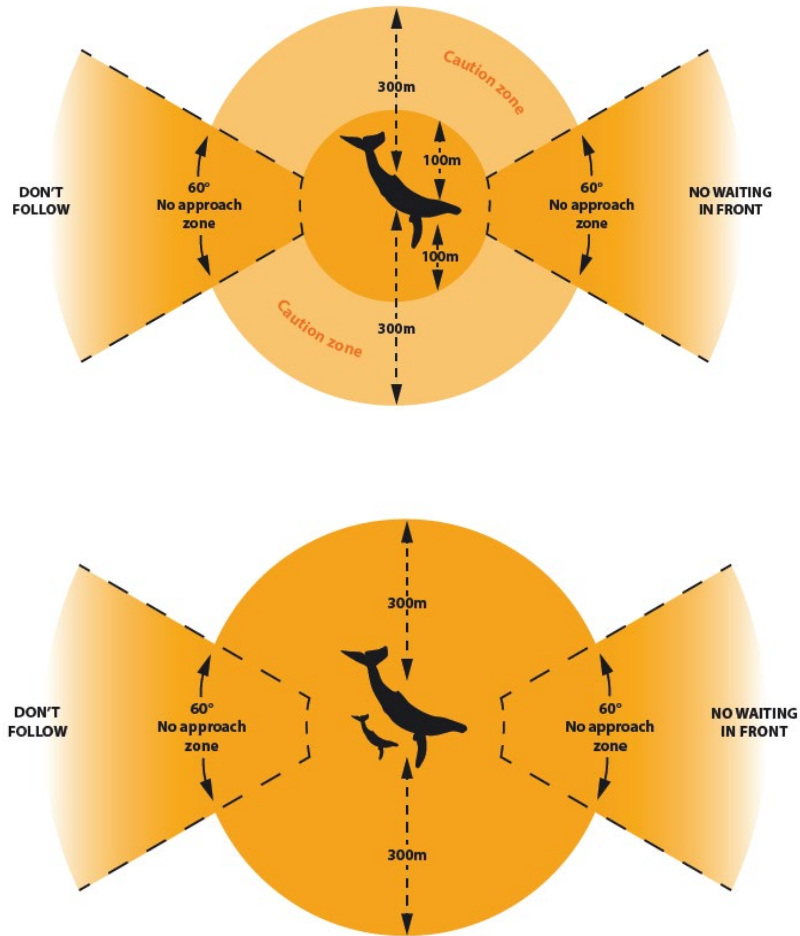 300m
Caution zone
100m
DON'T
FOLLOW
60°
No approach
zone
60°
No approach
zone
NO WAITING
IN FRONT
100m
Caution zone
300m
300m
DON'T
FOLLOW
60°
No approach
zone
60°
No approach
zone
NO WAITING
IN FRONT
300m